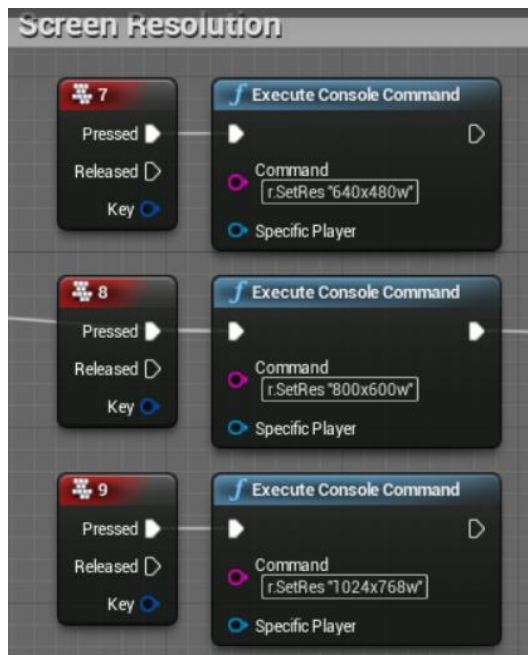 Screen Resolution
7
Execute Console Command
Pressed
Released
Command
r.SetRes "640x480w"
Key
Specific Player
8
Execute Console Command
Pressed
Released
Command
r.SetRes "800x600w"
Key
Specific Player
9
Execute Console Command
Pressed
Released
Command
r.SetRes "1024x768w"
Key
Specific Player